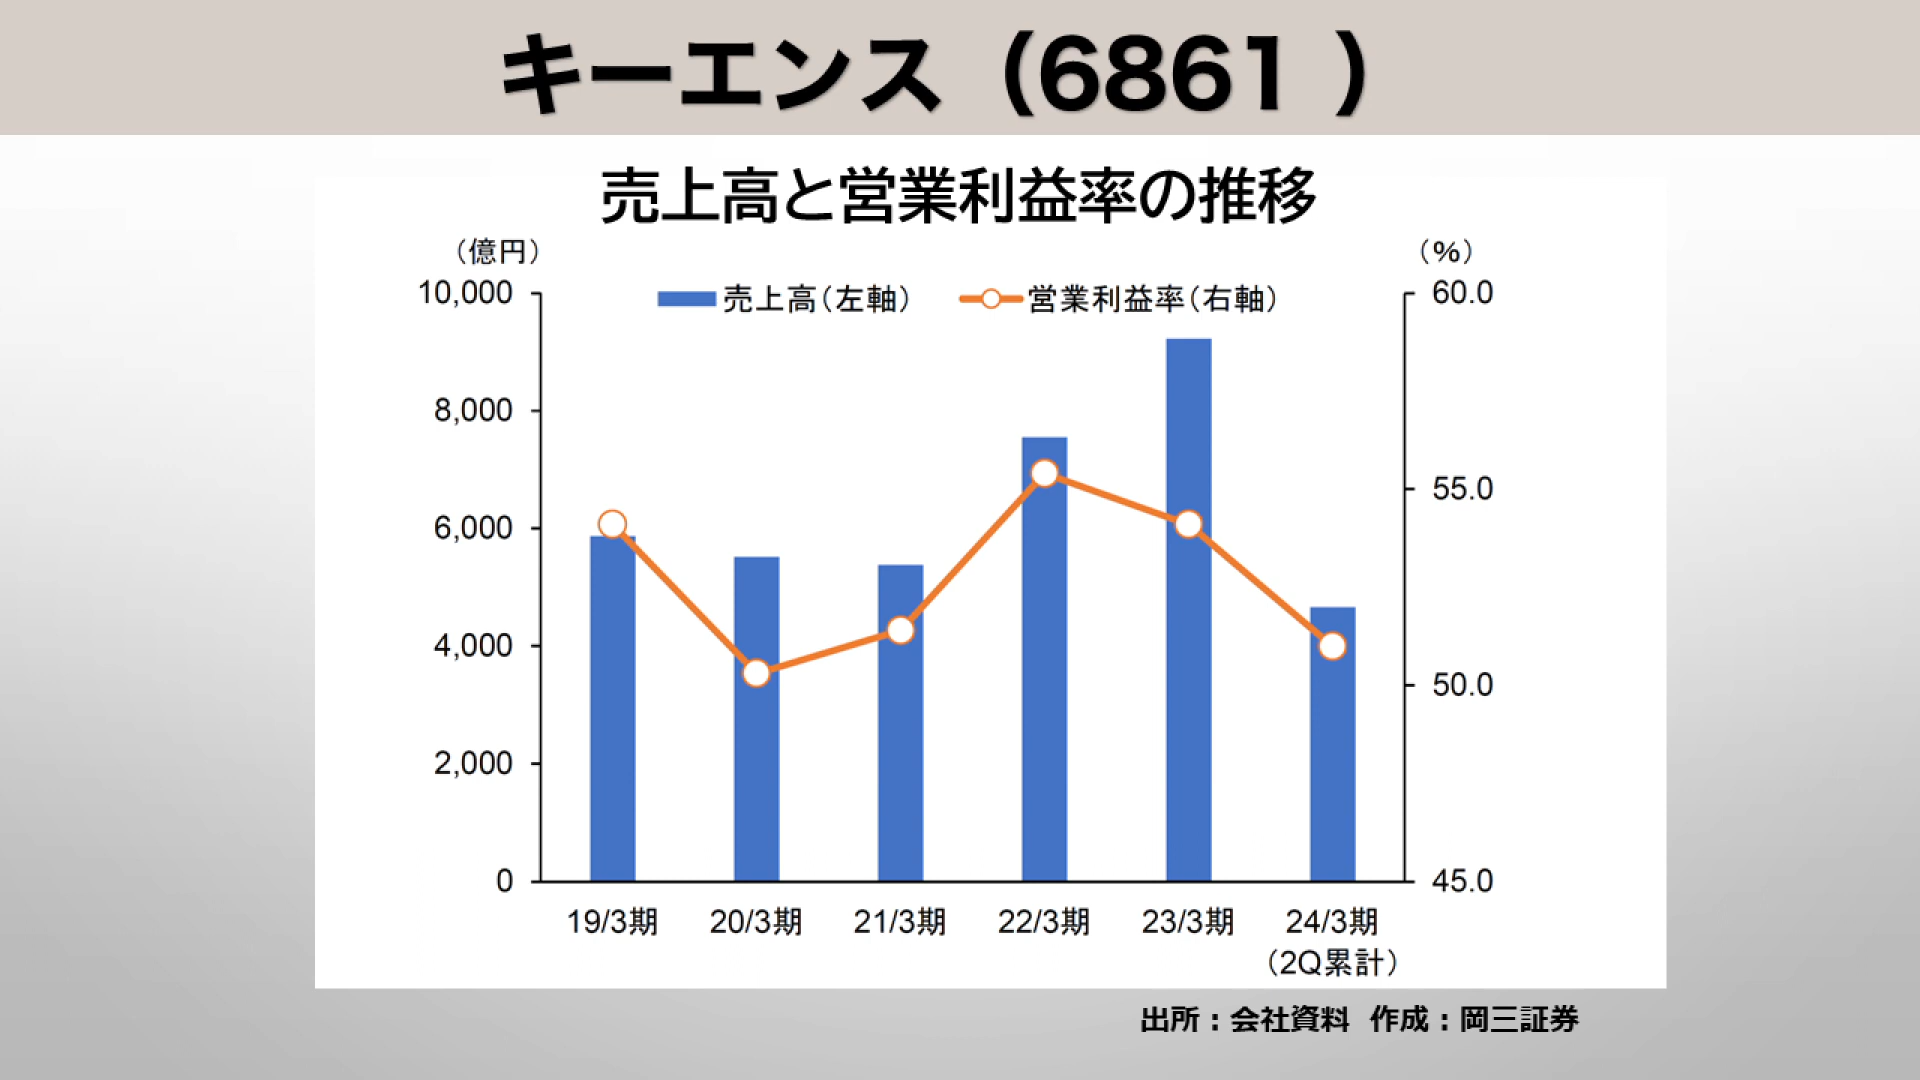 キーエンス（6861 ）
売上高と営業利益率の推移
（億円）
（%）
売上高（左軸）
営業利益率（右軸）
10,000
8,000
6,000
4,000
2,000
0
60.0
55.0
50.0
45.0
19/3期
20/3期
21/3期
22/3期
23/3期
24/3期
（2Q累計）
出所：会社資料 作成：岡三証券